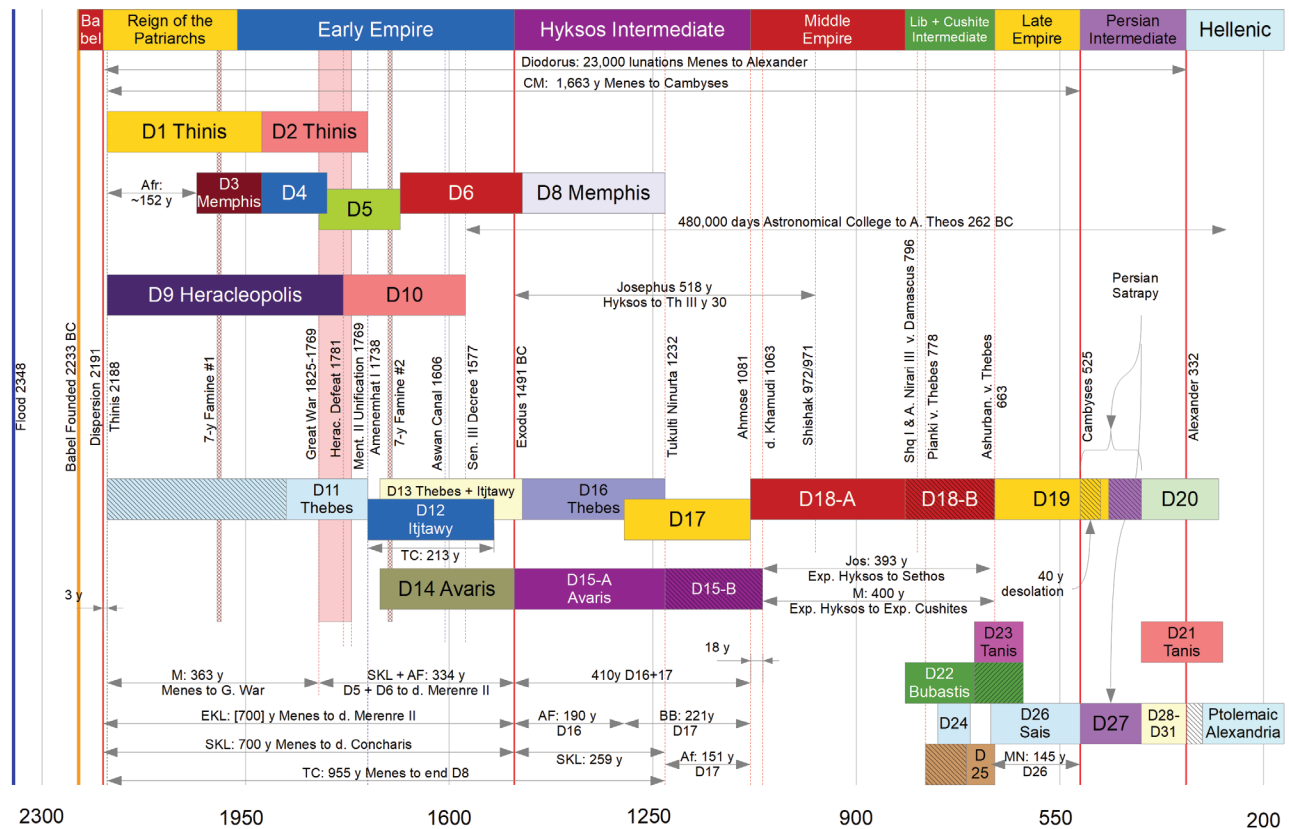 Ba
bel
Reign of the
Patriarchs
Early Empire
Hyksos Intermediate
Middle
Empire
Lib + Cushite
Intermediate
Late
Empire
Persian
Intermediate
Hellenic
Diodorus: 23,000 lunations Menes to Alexander
CM: 1,663 y Menes to Cambyses
D1 Thinis
D2 Thinis
Afr:
~152 y
D3
Memphis
D4
D5
D6
D8 Memphis
480,000 days Astronomical College to A. Theos 262 BC
D9 Heracleopolis
D10
Josephus 518 y
Hyksos to Th III y 30
Persian
Satrapy
Flood 2348
Babel Founded 2233 BC
Dispersion 2191
Thinis 2188
7-y Famine #1
Great War 1825-1769
Herac. Defeat 1781
Ment. II Unification 1769
Amenemhat I 1738
7-y Famine #2
Aswan Canal 1606
Sen. III Decree 1577
Exodus 1491 BC
Tukulti Ninurta 1232
Ahmose 1081
d. Khamudi 1063
Shishak 972/971
Shq I & A. Nirari III v. Damascus 796
Pianki v. Thebes 778
Ashurban. v. Thebes
663
Cambyses 525
Alexander 332
D11
Thebes
D13 Thebes + Itjtawy
D12
Itjtawy
D16
Thebes
D17
D18-A
D18-B
D19
D20
TC: 213 y
D14 Avaris
D15-A
Avaris
D15-B
Jos: 393 y
Exp. Hyksos to Sethos
M: 400 y
Exp. Hyksos to Exp. Cushites
40 y
desolation
3 y
18 y
D23
Tanis
D21
Tanis
M: 363 y
Menes to G. War
SKL + AF: 334 y
D5 + D6 to d. Merenre II
410y D16+17
D22
Bubastis
EKL: [700] y Menes to d. Merenre II
AF: 190 y
D16
BB: 221y
D17
D24
D26
Sais
D27
D28-
D31
Ptolemaic
Alexandria
SKL: 700 y Menes to d. Concharis
SKL: 259 y
Af: 151 y
D17
D
25
MN: 145 y
D26
TC: 955 y Menes to end D8
2300
1950
1600
1250
900
550
200